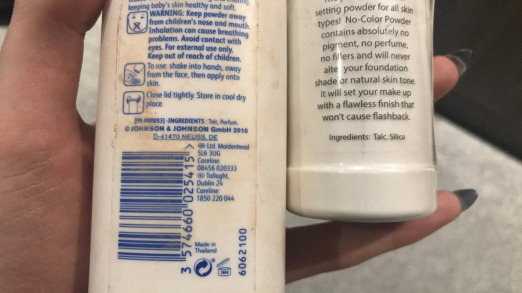 keeping baby's skin healthy and soft.
WARNING: Keep powder away
from children's nose and mouth.
Inhalation can cause breathing
problems. Avoid contact with
eyes. For external use only.
Keep out of reach of children.
To use: shake into hands, away
from the face, then apply onto
skin.
Close lid tightly. Store in cool dry
place.
INGREDIENTS: Talc, Parfum.
© JOHNSON & JOHNSON GmbH 2010
D-41470 NEUSS, DE
Ltd. Maidenhead
SL6 3UG
Careline
08456 020333
Tallaght,
Dublin 24
Careline:
1850 220 044
3 574660 025415 >
Made in
Thailand
6062100
setting powder for all skin
types! No-Color Powder
contains absolutely no
pigment, no perfume,
no fillers and will never
alter your foundation
shade or natural skin tone.
It will set your make up
with a flawless finish that
won't cause flashback.
Ingredients: Talc, Silica